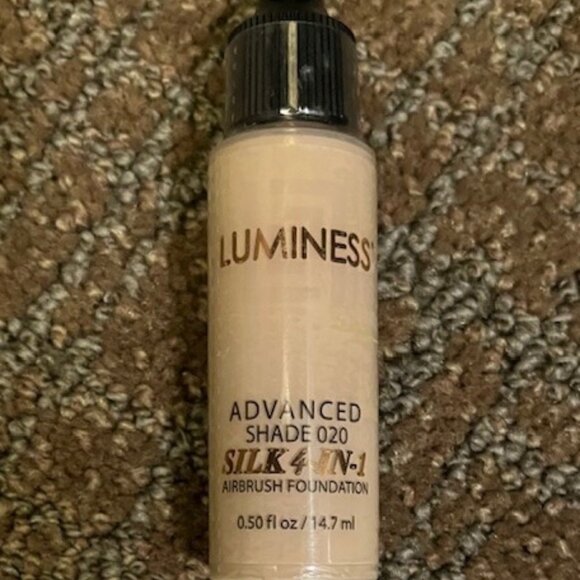 LUMINESS®
ADVANCED
SHADE 020
SILK 4-IN-1
AIRBRUSH FOUNDATION
0.50 fl oz / 14.7 ml